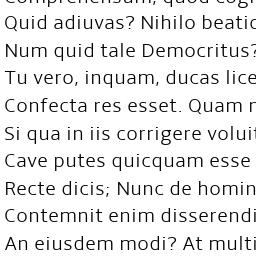 Comprehensum, quod cog
Quid adiuvas? Nihilo beatio
Num quid tale Democritus?
Tu vero, inquam, ducas lice
Confecta res esset. Quam
Si qua in iis corrigere volui
Cave putes quicquam esse
Recte dicis; Nunc de homin
Contemnit enim disserendi
An eiusdem modi? At multi